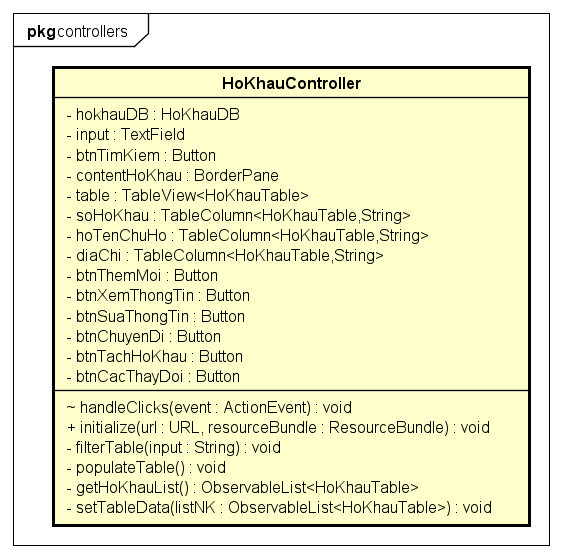 pkg controllers
HoKhauController
- hokhauDB : HoKhauDB
- input : TextField
- btnTimKiem : Button
- contentHoKhau : BorderPane
- table : TableView<HoKhauTable>
- soHoKhau : TableColumn<HoKhauTable,String>
- hoTenChuHo : TableColumn<HoKhauTable,String>
- diaChi : TableColumn<HoKhauTable,String>
- btnThemMoi : Button
- btnXemThongTin : Button
- btnSuaThongTin : Button
- btnChuyenDi : Button
- btnTachHoKhau : Button
- btnCacThayDoi : Button
~ handleClicks(event : ActionEvent) : void
+ initialize(url : URL, resourceBundle : ResourceBundle) : void
- filterTable(input : String) : void
- populateTable() : void
- getHoKhauList() : ObservableList<HoKhauTable>
- setTableData(listNK : ObservableList<HoKhauTable>) : void